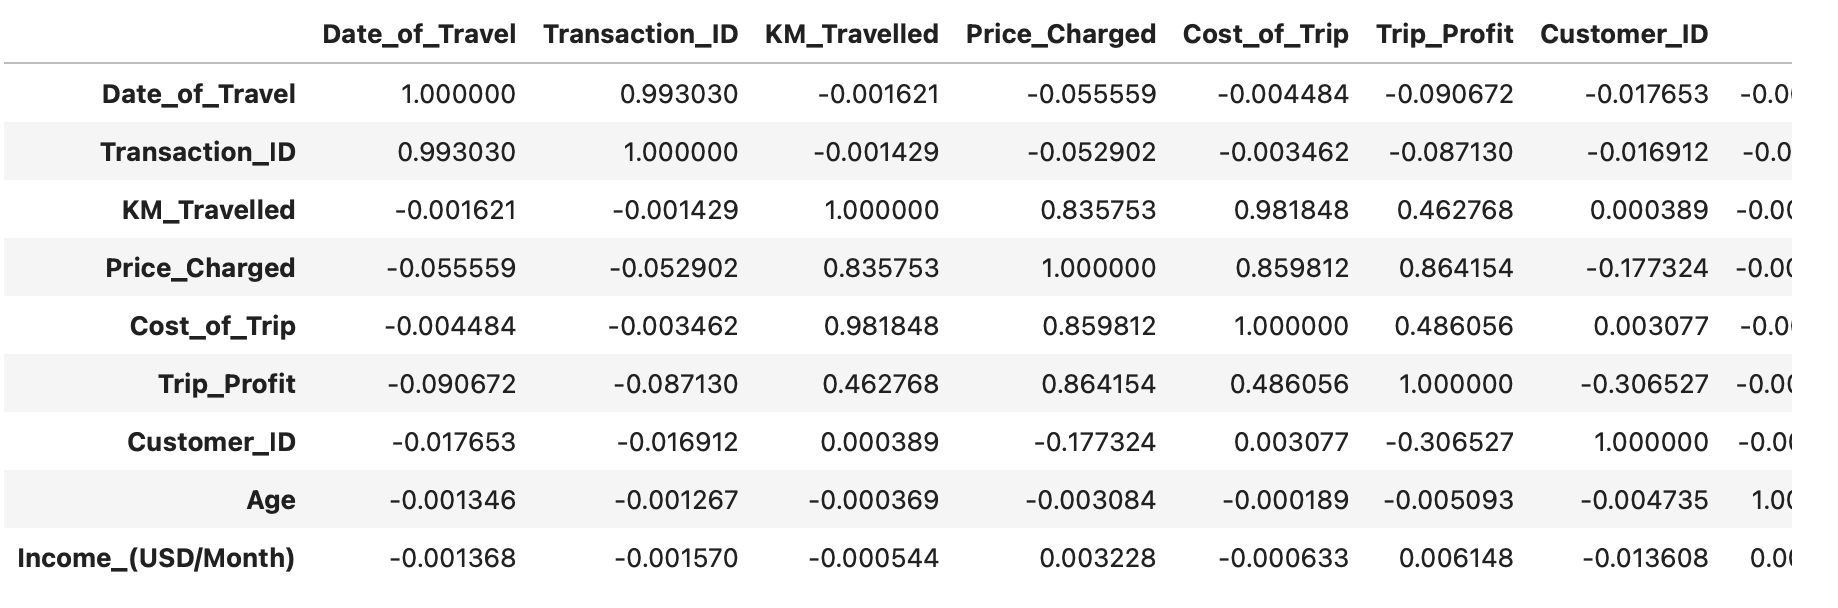 Date_of_Travel Transaction_ID KM_Travelled Price_Charged Cost_of_Trip Trip_Profit Customer_ID
Date_of_Travel 1.000000 0.993030 -0.001621 -0.055559 -0.004484 -0.090672 -0.017653
Transaction_ID 0.993030 1.000000 -0.001429 -0.052902 -0.003462 -0.087130 -0.016912
KM_Travelled -0.001621 -0.001429 1.000000 0.835753 0.981848 0.462768 0.000389
Price_Charged -0.055559 -0.052902 0.835753 1.000000 0.859812 0.864154 -0.177324
Cost_of_Trip -0.004484 -0.003462 0.981848 0.859812 1.000000 0.486056 0.003077
Trip_Profit -0.090672 -0.087130 0.462768 0.864154 0.486056 1.000000 -0.306527
Customer_ID -0.017653 -0.016912 0.000389 -0.177324 0.003077 -0.306527 1.000000
Age -0.001346 -0.001267 -0.000369 -0.003084 -0.000189 -0.005093 -0.004735
Income_(USD/Month) -0.001368 -0.001570 -0.000544 0.003228 -0.000633 0.006148 -0.013608